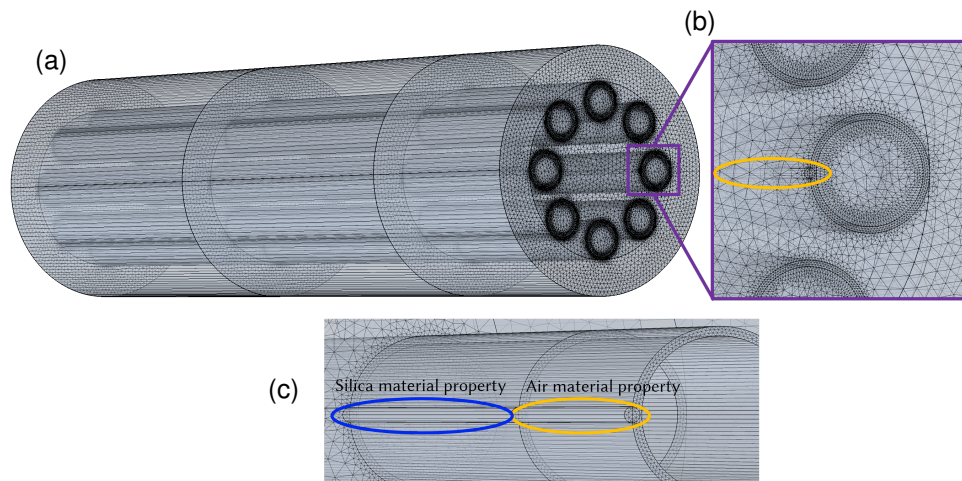 (a)
(b)
(c)
Silica material property
Air material property